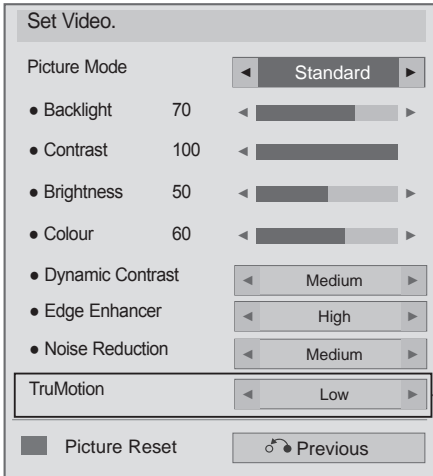 Set Video.
Picture Mode ◄ Standard ►
● Backlight 70 ◄ ►
● Contrast 100 ◄
● Brightness 50 ◄ ►
● Colour 60 ◄ ►
● Dynamic Contrast ◄ Medium ►
● Edge Enhancer ◄ High ►
● Noise Reduction ◄ Medium ►
TruMotion ◄ Low ►
Picture Reset Previous